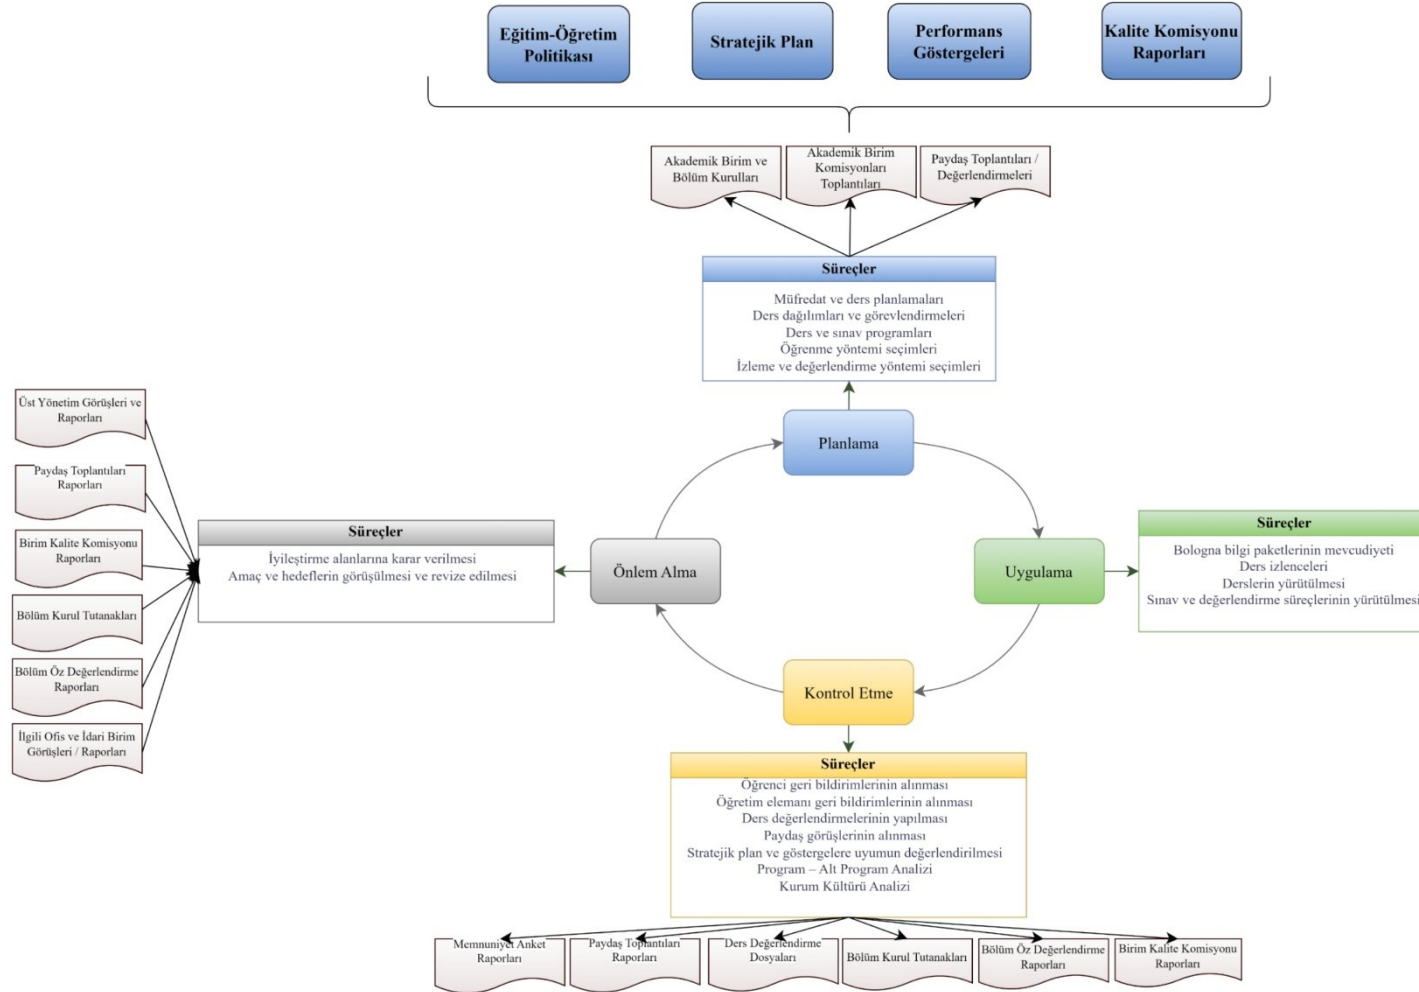 Eğitim-Öğretim
Politikası
Stratejik Plan
Performans
Göstergeleri
Kalite Komisyonu
Raporları
Akademik Birim ve
Bölüm Kurulları
Akademik Birim
Komisyonları
Toplantıları
Paydaş Toplantıları /
Değerlendirmeleri
Süreçler
Müfredat ve ders planlamaları
Ders dağılımları ve görevlendirmeleri
Ders ve sınav programları
Öğrenme yöntemi seçimleri
İzleme ve değerlendirme yöntemi seçimleri
Planlama
Üst Yönetim Görüşleri ve
Raporları
Paydaş Toplantıları
Raporları
Birim Kalite Komisyonu
Raporları
Bölüm Kurul Tutanakları
Bölüm Öz Değerlendirme
Raporları
İlgili Ofis ve İdari Birim
Görüşleri / Raporları
Süreçler
İyileştirme alanlarına karar verilmesi
Amaç ve hedeflerin görüşülmesi ve revize edilmesi
Önlem Alma
Uygulama
Süreçler
Bologna bilgi paketlerinin mevcudiyeti
Ders izlenceleri
Derslerin yürütülmesi
Sınav ve değerlendirme süreçlerinin yürütülmesi
Kontrol Etme
Süreçler
Öğrenci geri bildirimlerinin alınması
Öğretim elemanı geri bildirimlerinin alınması
Ders değerlendirmelerinin yapılması
Paydaş görüşlerinin alınması
Stratejik plan ve göstergelere uyumun değerlendirilmesi
Program – Alt Program Analizi
Kurum Kültürü Analizi
Memnuniyet Anket
Raporları
Paydaş Toplantıları
Raporları
Ders Değerlendirme
Dosyaları
Bölüm Kurul Tutanakları
Bölüm Öz Değerlendirme
Raporları
Birim Kalite Komisyonu
Raporları